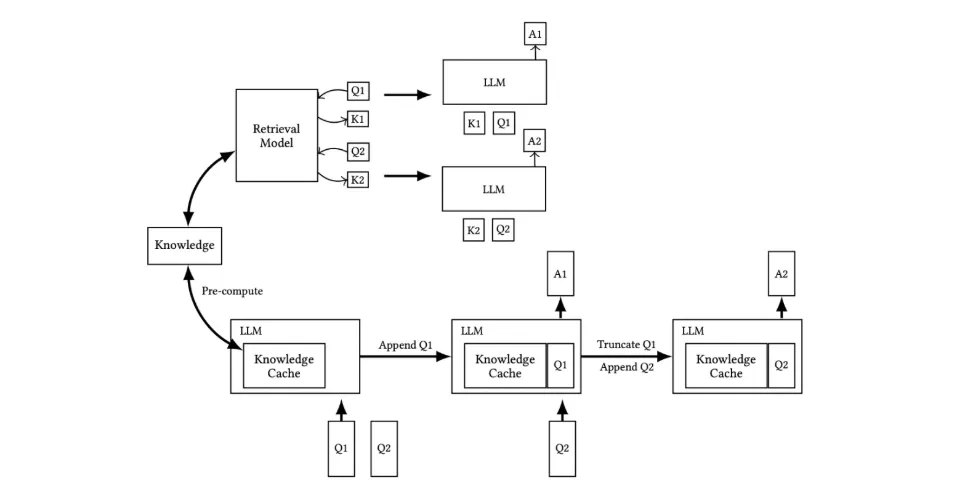 A1
LLM
Q1
Retrieval
Model
K1
K1
Q1
Q2
A2
K2
LLM
K2
Q2
Knowledge
A1
A2
Pre-compute
LLM
Knowledge
Cache
Append Q1
LLM
Knowledge
Cache
Q1
Truncate Q1
Append Q2
LLM
Knowledge
Cache
Q2
Q1
Q2
Q2